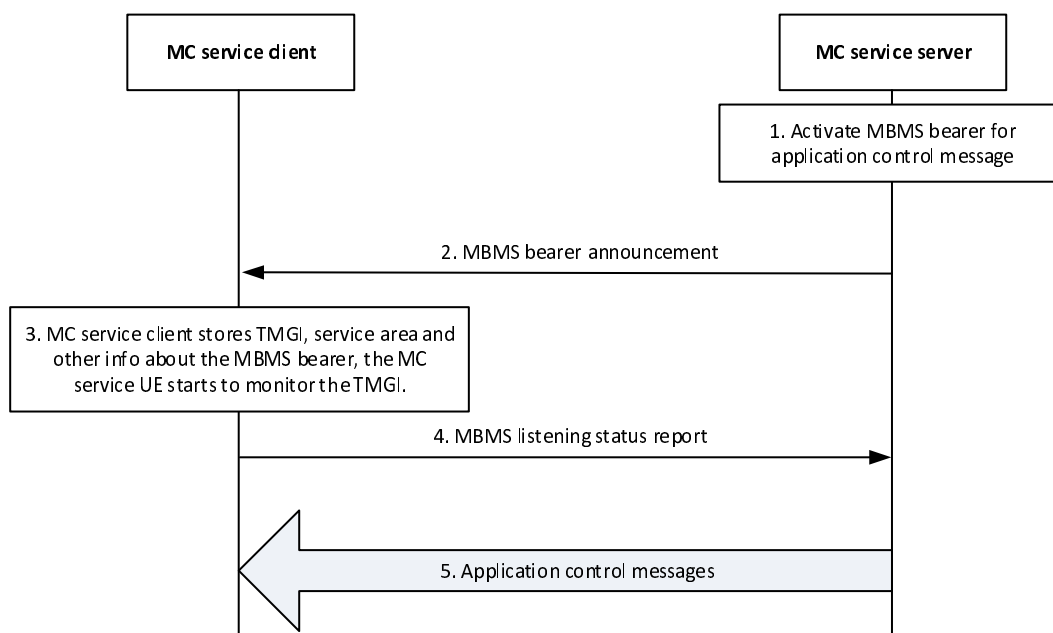 MC service client
MC service server
1. Activate MBMS bearer for
application control message
2. MBMS bearer announcement
3. MC service client stores TMGI, service area and
other info about the MBMS bearer, the MC
service UE starts to monitor the TMGI.
4. MBMS listening status report
5. Application control messages